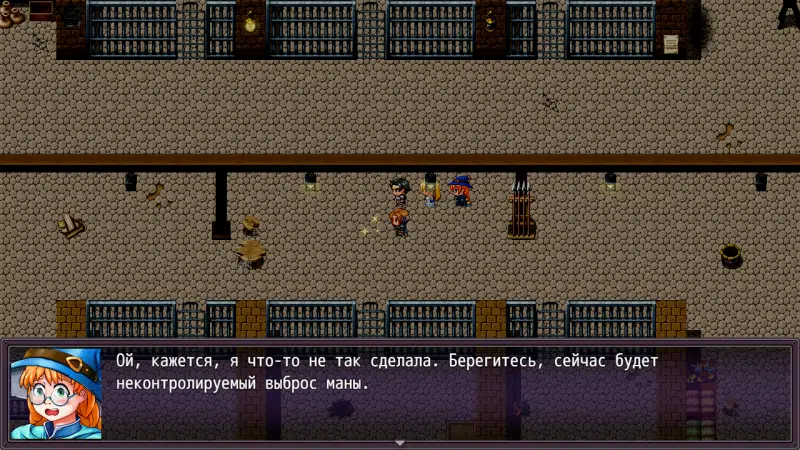 Ой, кажется, я что-то не так сделала. Берегитесь, сейчас будет
неконтролируемый выброс маны.